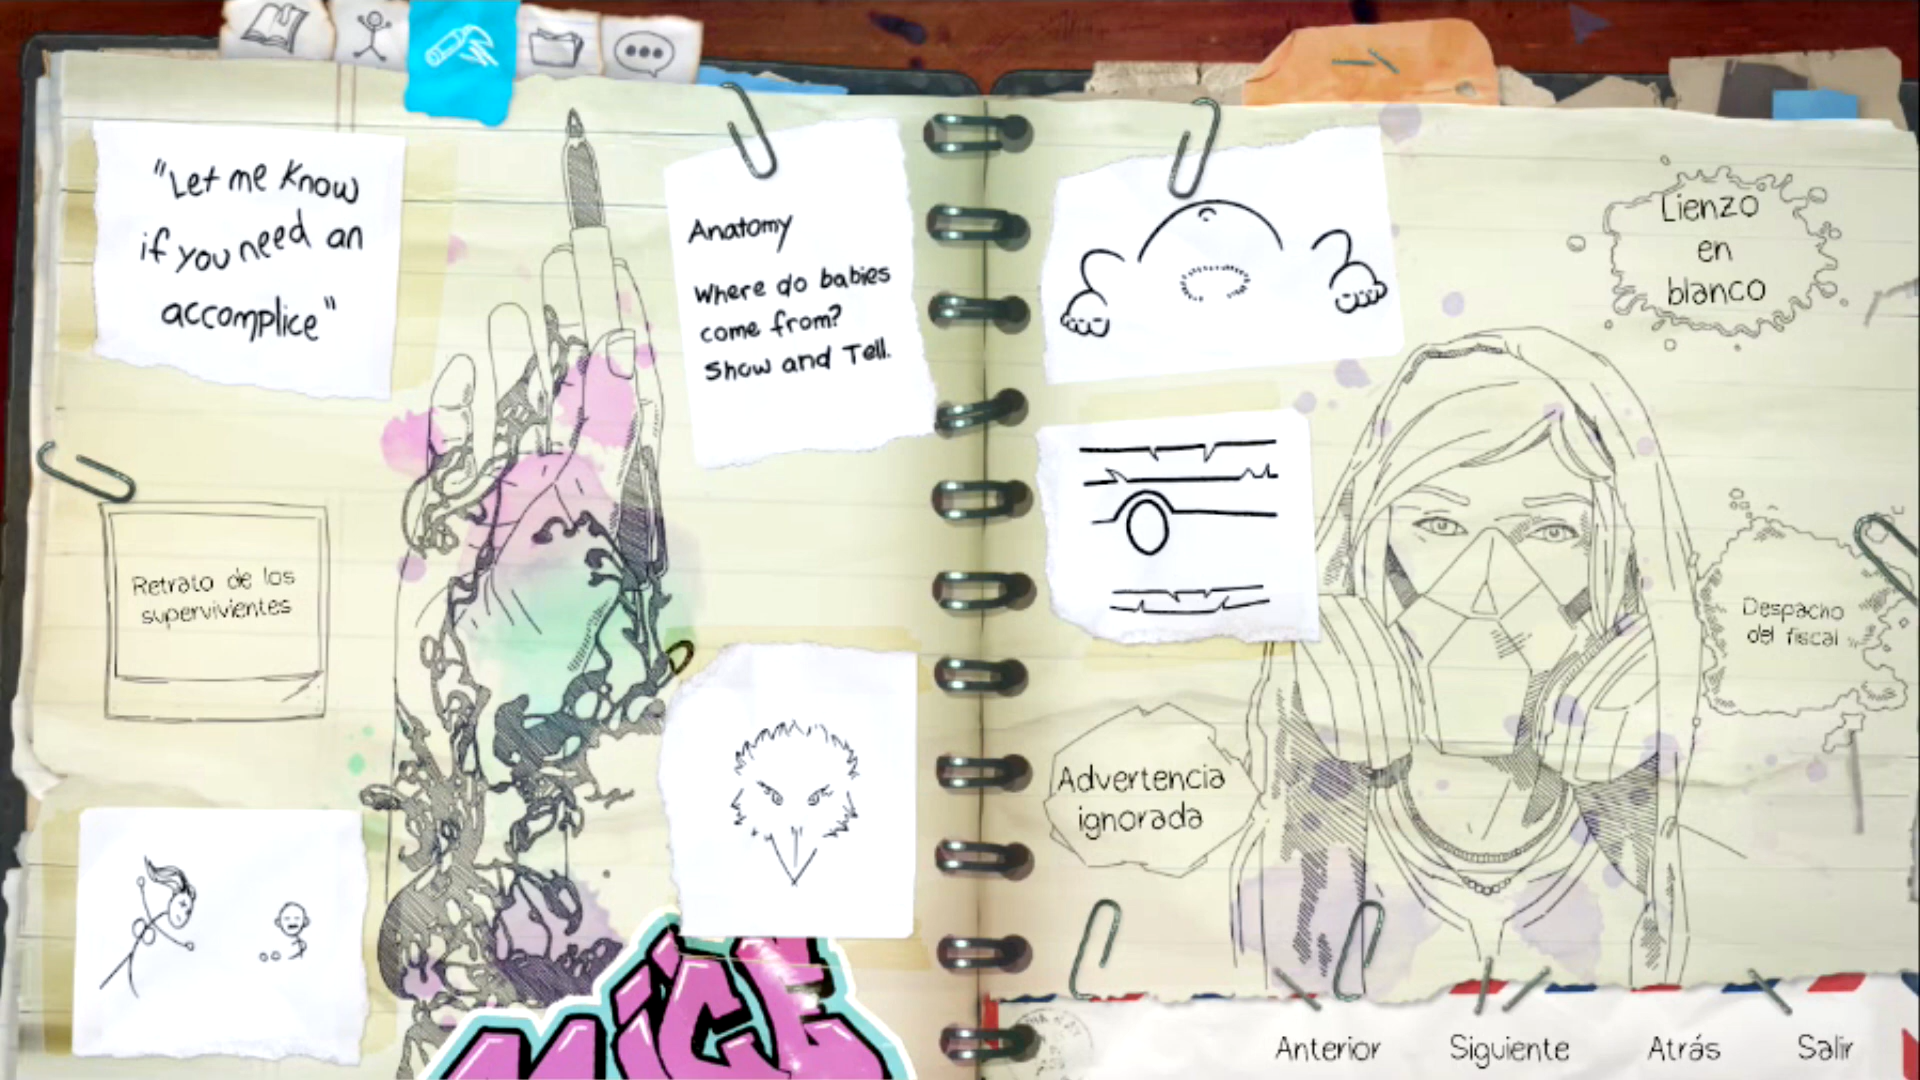 "Let me know
if you need an
accomplice"
Anatomy
Where do babies
come from?
Show and Tell.
Retrato de los
supervivientes
Lienzo
en
blanco
Despacho
del fiscal
Advertencia
ignorada
Anterior
Siguiente
Atrás
Salir